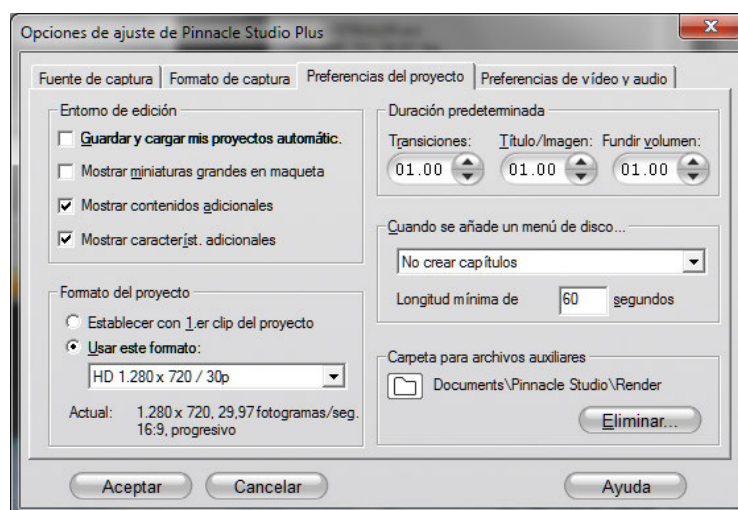 Opciones de ajuste de Pinnacle Studio Plus
Fuente de captura
Formato de captura
Preferencias del proyecto
Preferencias de vídeo y audio
Entorno de edición
Guardar y cargar mis proyectos automátic.
Mostrar miniaturas grandes en maqueta
Mostrar contenidos adicionales
Mostrar característ. adicionales
Formato del proyecto
Establecer con 1.er clip del proyecto
Usar este formato:
HD 1.280 x 720 / 30p
Actual: 1.280 x 720, 29,97 fotogramas/seg.
16:9, progresivo
Duración predeterminada
Transiciones: Título/Imagen: Fundir volumen:
01.00 01.00 01.00
Cuando se añade un menú de disco...
No crear capítulos
Longitud mínima de 60 segundos
Carpeta para archivos auxiliares
Documents\Pinnacle Studio\Render
Eliminar...
Aceptar Cancelar Ayuda